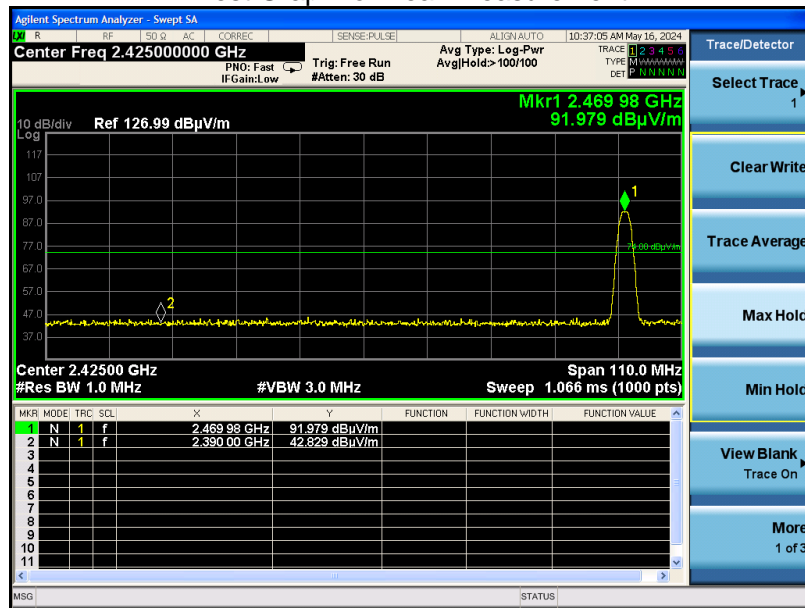 Agilent Spectrum Analyzer - Swept SA
LXI R RF 50 Ω AC CORREC SENSE:PULSE ALIGN AUTO 10:37:05 AM May 16, 2024
Center Freq 2.425000000 GHz
PNO: Fast
IFGain:Low
Trig: Free Run
#Atten: 30 dB
Avg Type: Log-Pwr
Avg|Hold:>100/100
TRACE 1 2 3 4 5 6
TYPE M W W W W W
DET P N N N N N
Mkr1 2.469 98 GHz
91.979 dBµV/m
10 dB/div Ref 126.99 dBµV/m
Log
117
107
97.0
87.0
77.0
67.0
57.0
47.0
37.0
1
74.00 dBµV/m
2
Center 2.42500 GHz Span 110.0 MHz
#Res BW 1.0 MHz #VBW 3.0 MHz Sweep 1.066 ms (1000 pts)
MKR MODE TRC SCL X Y FUNCTION FUNCTION WIDTH FUNCTION VALUE
1 N 1 f 2.469 98 GHz 91.979 dBµV/m
2 N 1 f 2.390 00 GHz 42.829 dBµV/m
3
4
5
6
7
8
9
10
11
MSG STATUS
Trace/Detector
Select Trace
1
Clear Write
Trace Average
Max Hold
Min Hold
View Blank
Trace On
More
1 of 3